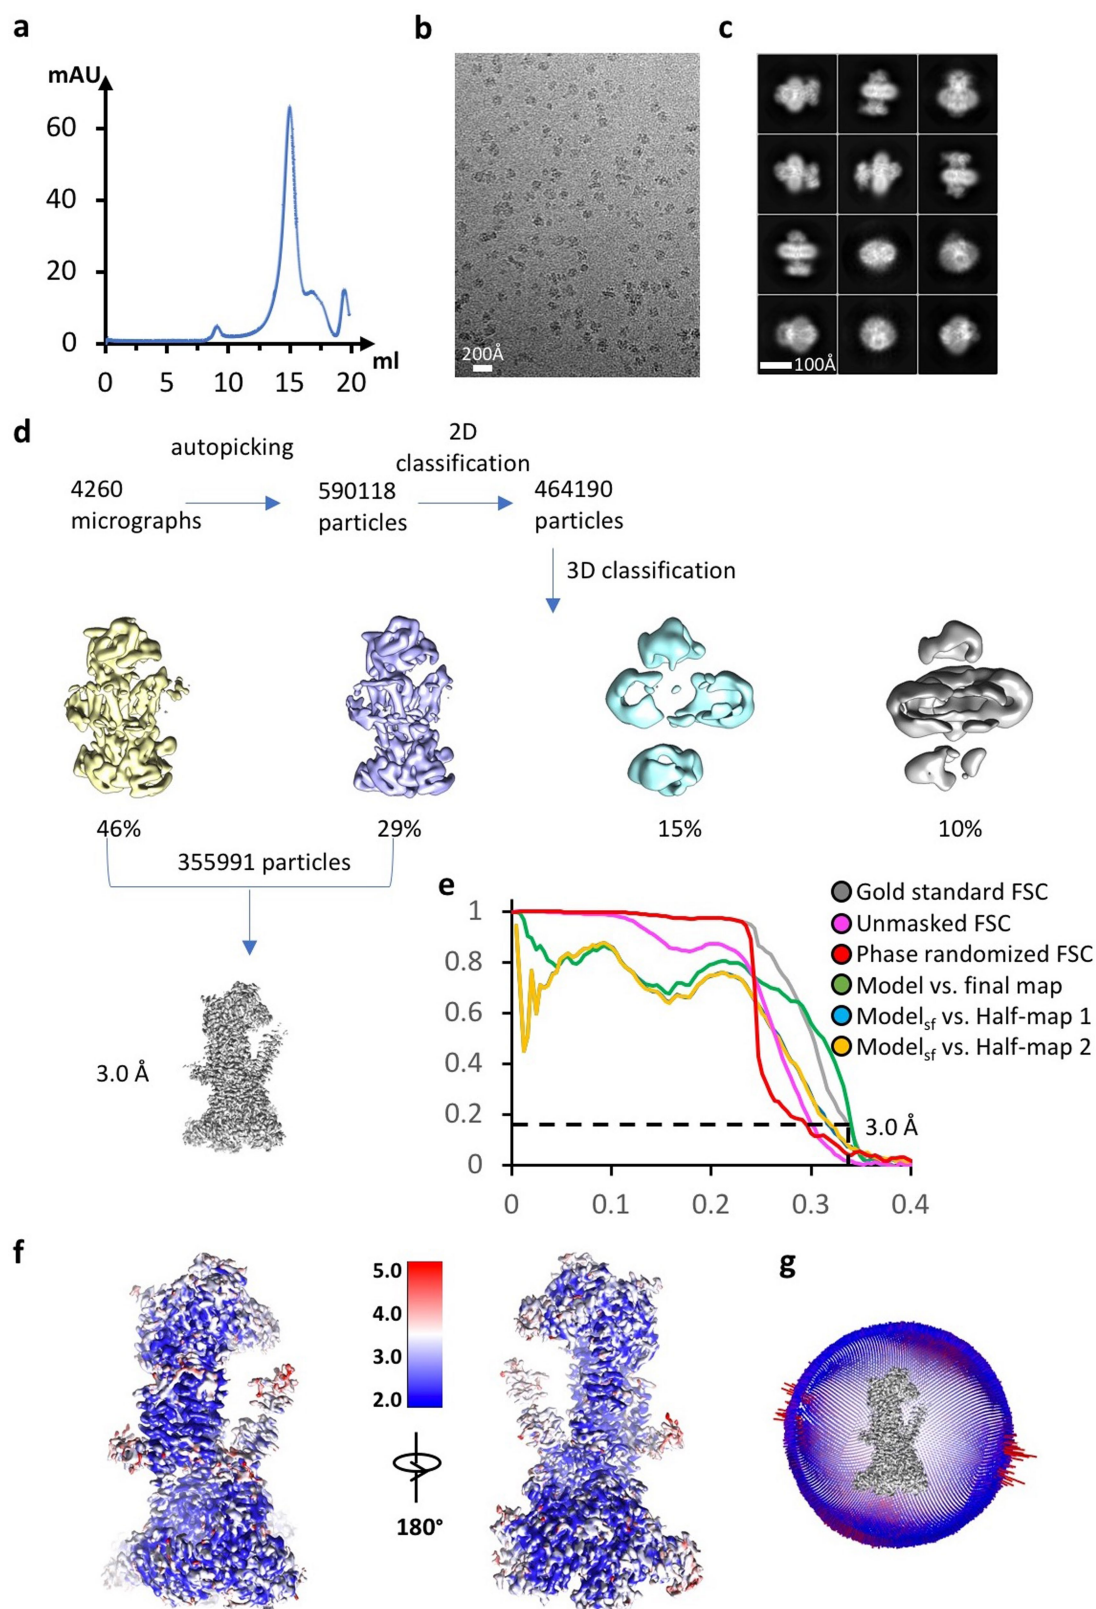 a
mAU
60
40
20
0
0 5 10 15 20
ml
b
200Å
c
100Å
d
autopicking
2D
classification
4260
micrographs
590118
particles
464190
particles
3D classification
46%
29%
15%
10%
355991 particles
3.0 Å
e
1
0.8
0.6
0.4
0.2
0
0 0.1 0.2 0.3 0.4
3.0 Å
Gold standard FSC
Unmasked FSC
Phase randomized FSC
Model vs. final map
Modelsf vs. Half-map 1
Modelsf vs. Half-map 2
f
5.0
4.0
3.0
2.0
180°
g